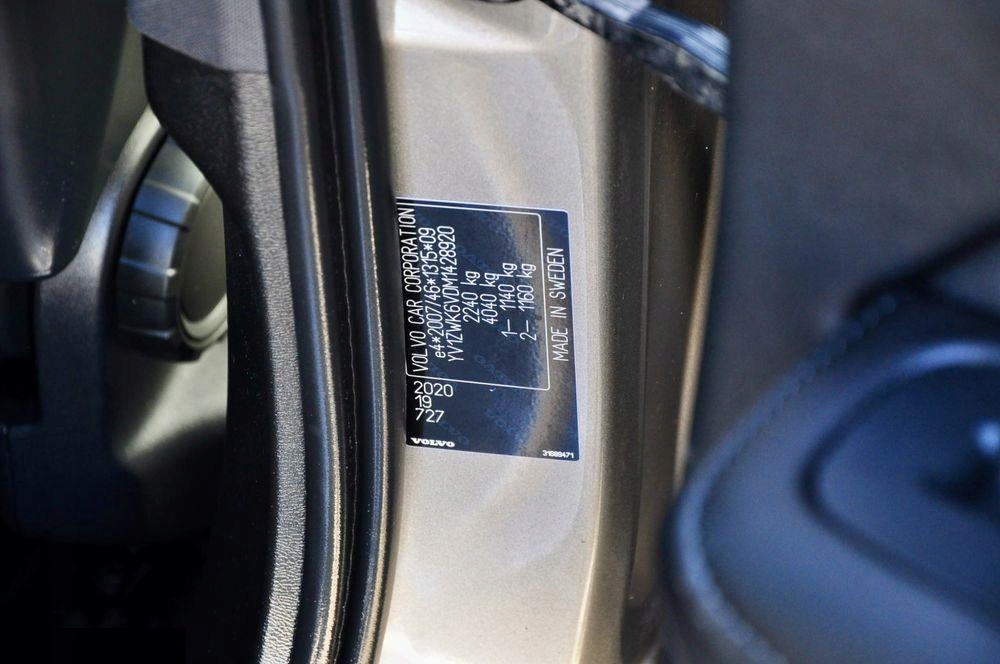 VOLVO CAR CORPORATION
e4*2007/46*1315*09
YV1ZWK6VDM1428920
2240 kg
4040 kg
1– 1140 kg
2– 1160 kg
MADE IN SWEDEN
2020
19
727
VOLVO
31689471